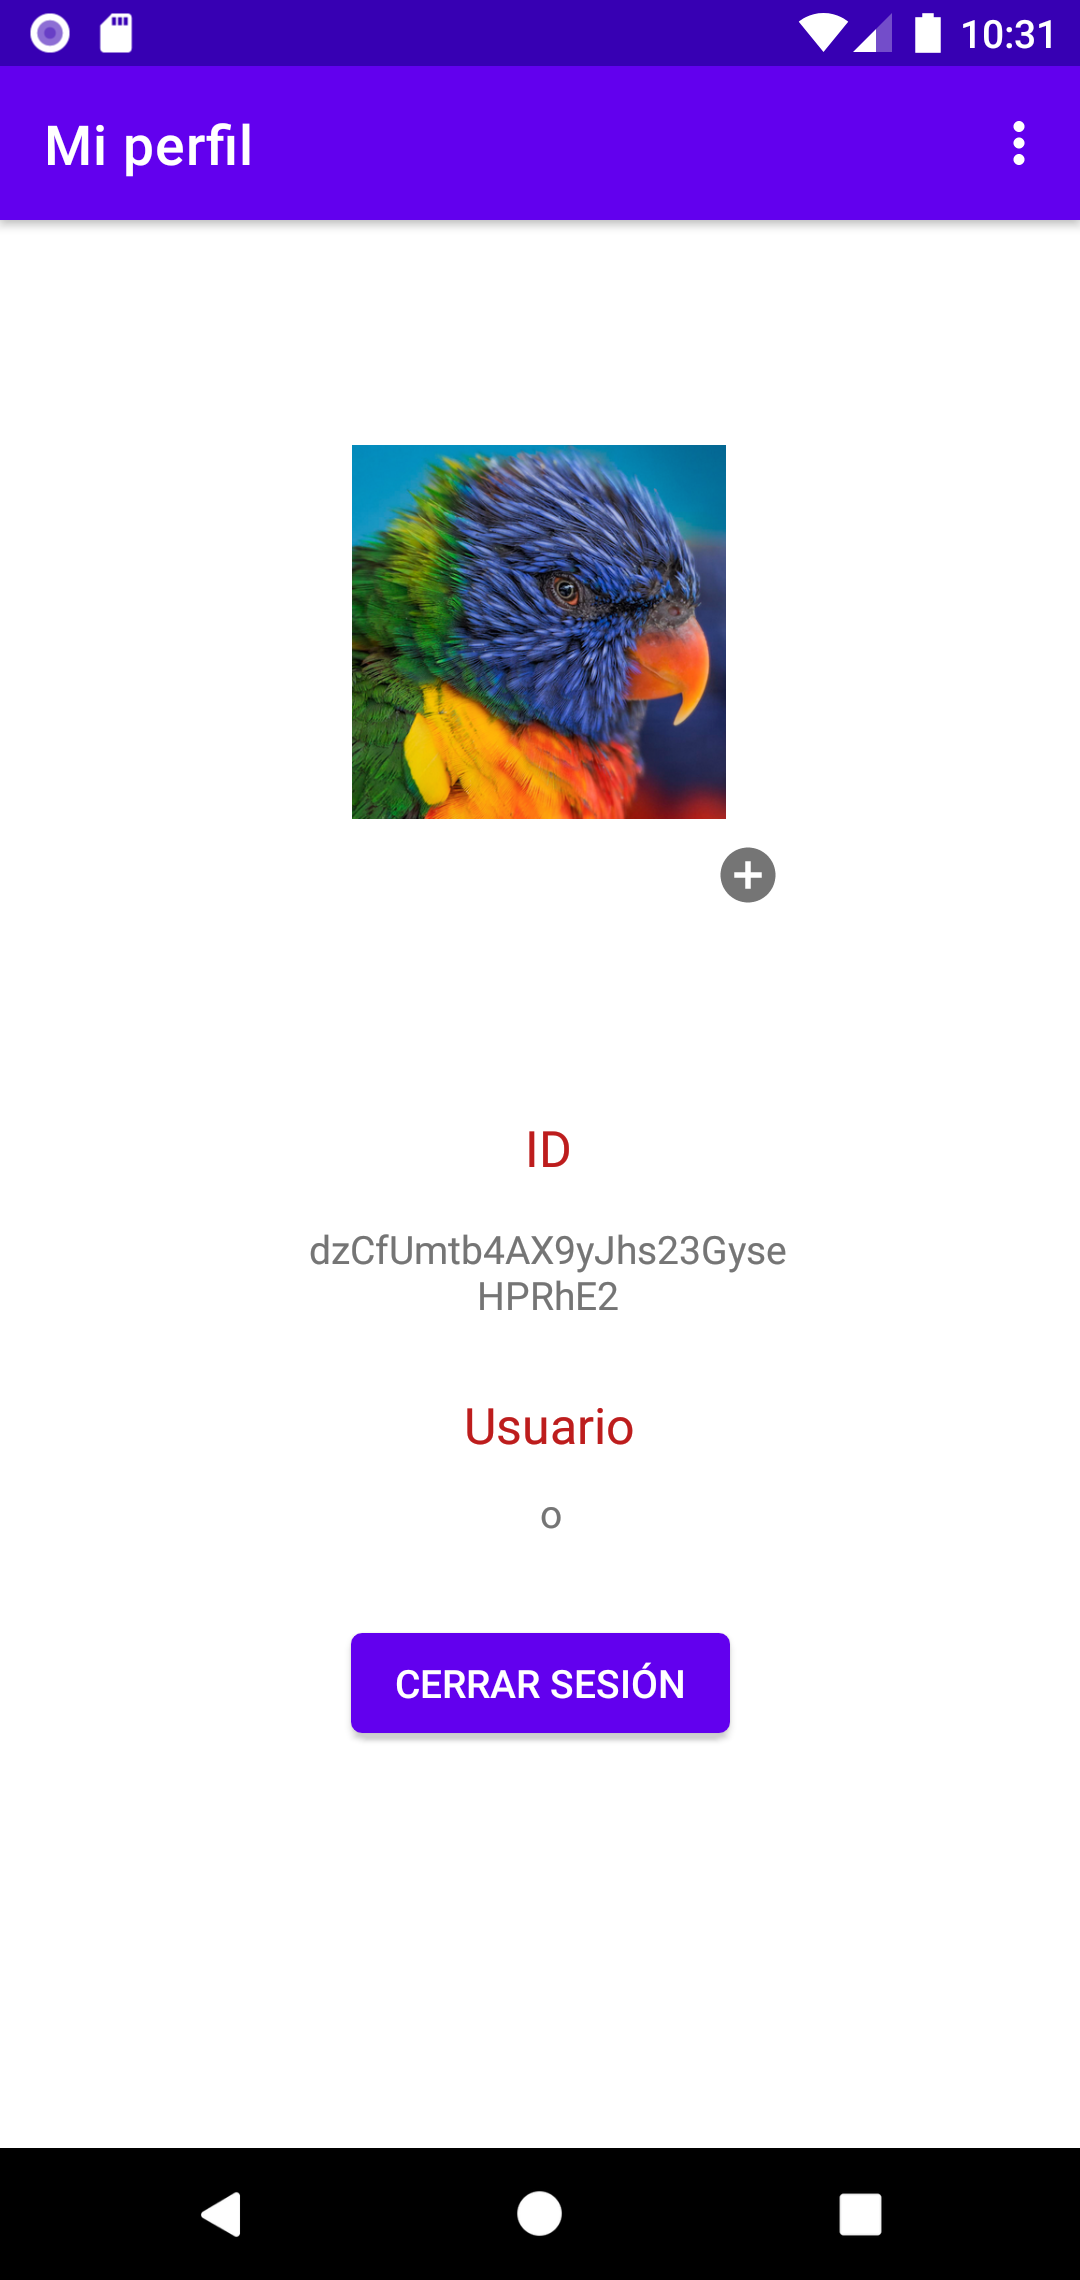 10:31
Mi perfil
ID
dzCfUmtb4AX9yJhs23Gyse
HPRhE2
Usuario
o
CERRAR SESIÓN